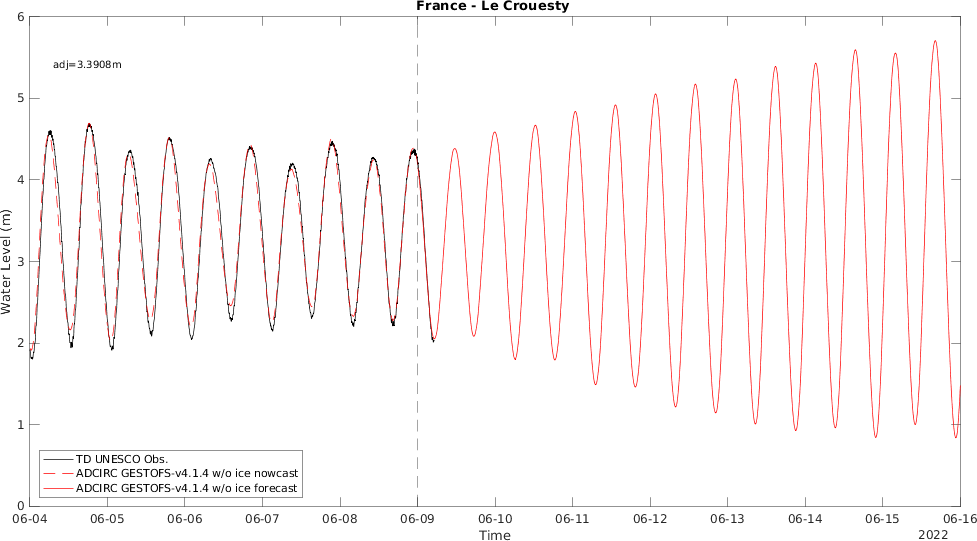 France - Le Crouesty
6
adj=3.3908m
5
4
3
2
1
0
Water Level (m)
TD UNESCO Obs.
ADCIRC GESTOFS-v4.1.4 w/o ice nowcast
ADCIRC GESTOFS-v4.1.4 w/o ice forecast
06-04 06-05 06-06 06-07 06-08 06-09 06-10 06-11 06-12 06-13 06-14 06-15 06-16
Time
2022